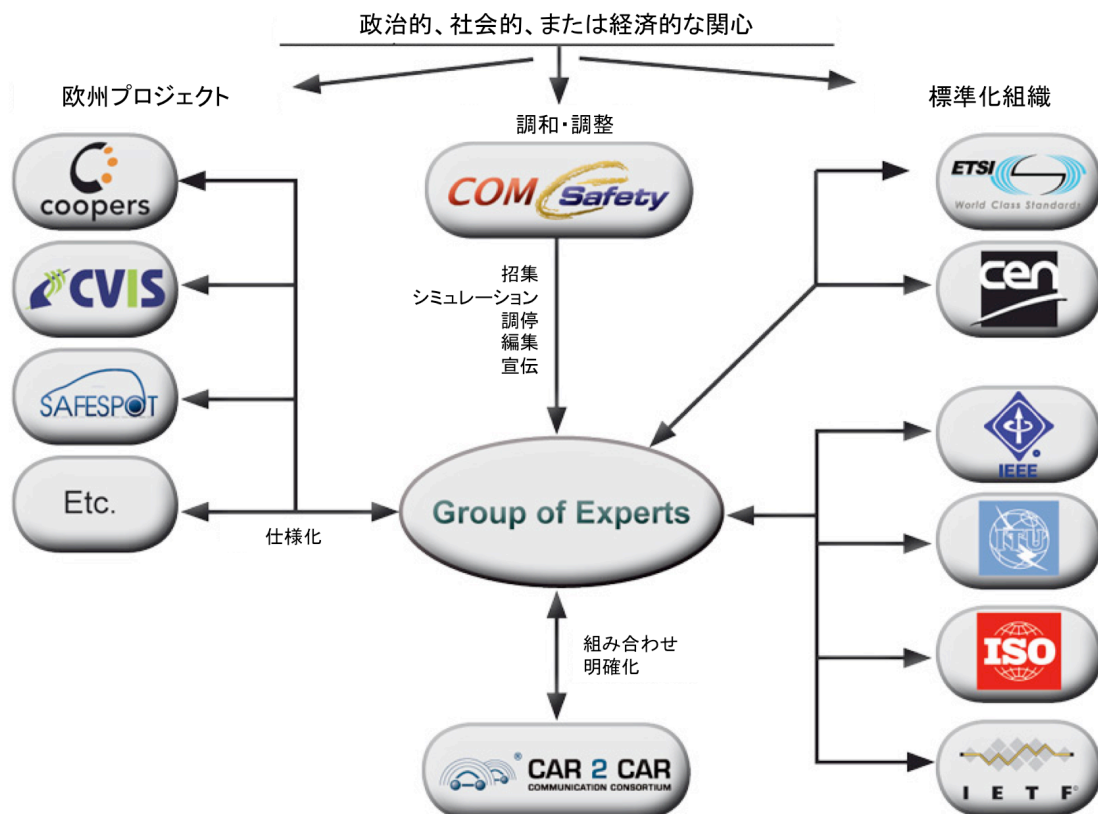 政治的、社会的、または経済的な関心
欧州プロジェクト
調和・調整
標準化組織
coopers
COM Safety
ETSI
World Class Standards
CVIS
招集
シミュレーション
調停
編集
宣伝
cen
SAFESPOT
IEEE
Etc.
仕様化
Group of Experts
ITU
組み合わせ
明確化
ISO
CAR 2 CAR
COMMUNICATION CONSORTIUM
®
I E T F®